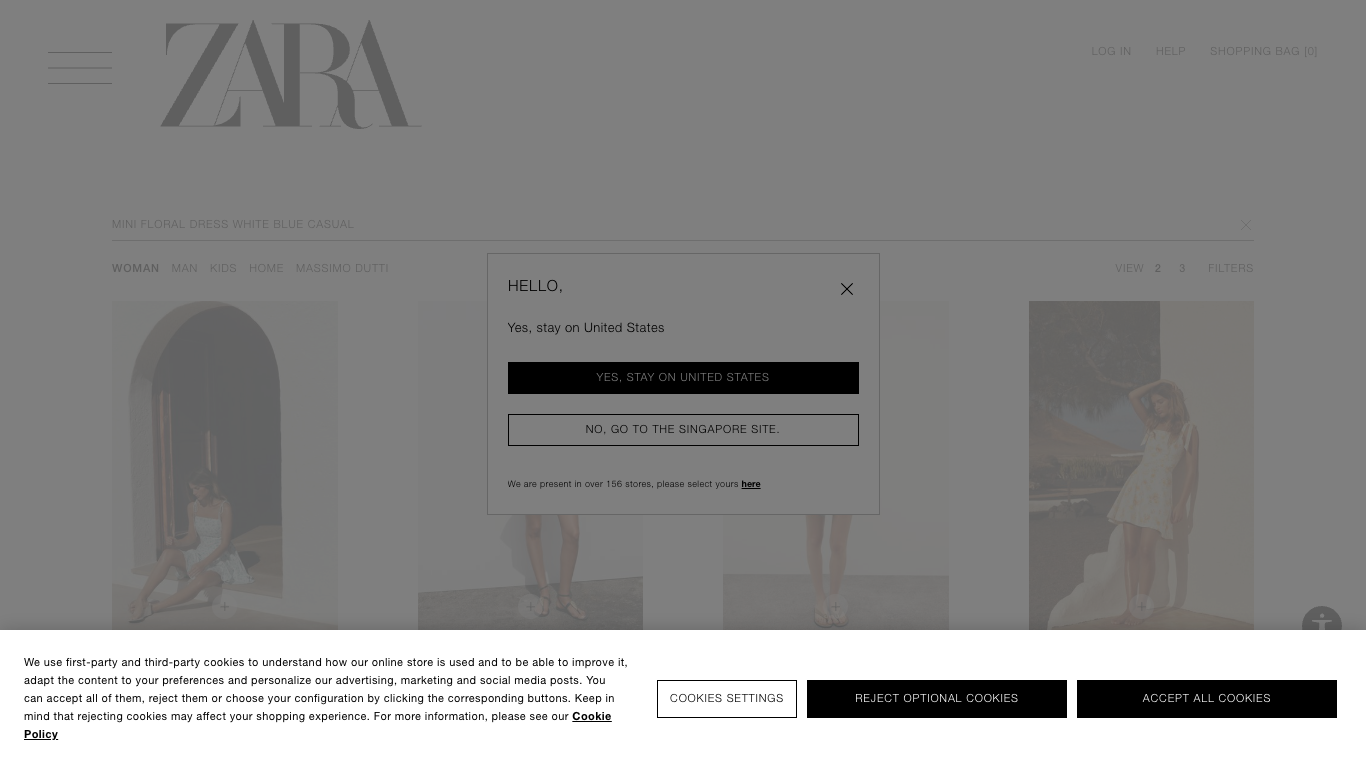 ZARA
LOG IN
HELP
SHOPPING BAG [0]
MINI FLORAL DRESS WHITE BLUE CASUAL
WOMAN
MAN
KIDS
HOME
MASSIMO DUTTI
VIEW
2
3
FILTERS
HELLO,
Yes, stay on United States
YES, STAY ON UNITED STATES
NO, GO TO THE SINGAPORE SITE.
We are present in over 156 stores, please select yours here
We use first-party and third-party cookies to understand how our online store is used and to be able to improve it,
adapt the content to your preferences and personalize our advertising, marketing and social media posts. You
can accept all of them, reject them or choose your configuration by clicking the corresponding buttons. Keep in
mind that rejecting cookies may affect your shopping experience. For more information, please see our Cookie
Policy
COOKIES SETTINGS
REJECT OPTIONAL COOKIES
ACCEPT ALL COOKIES